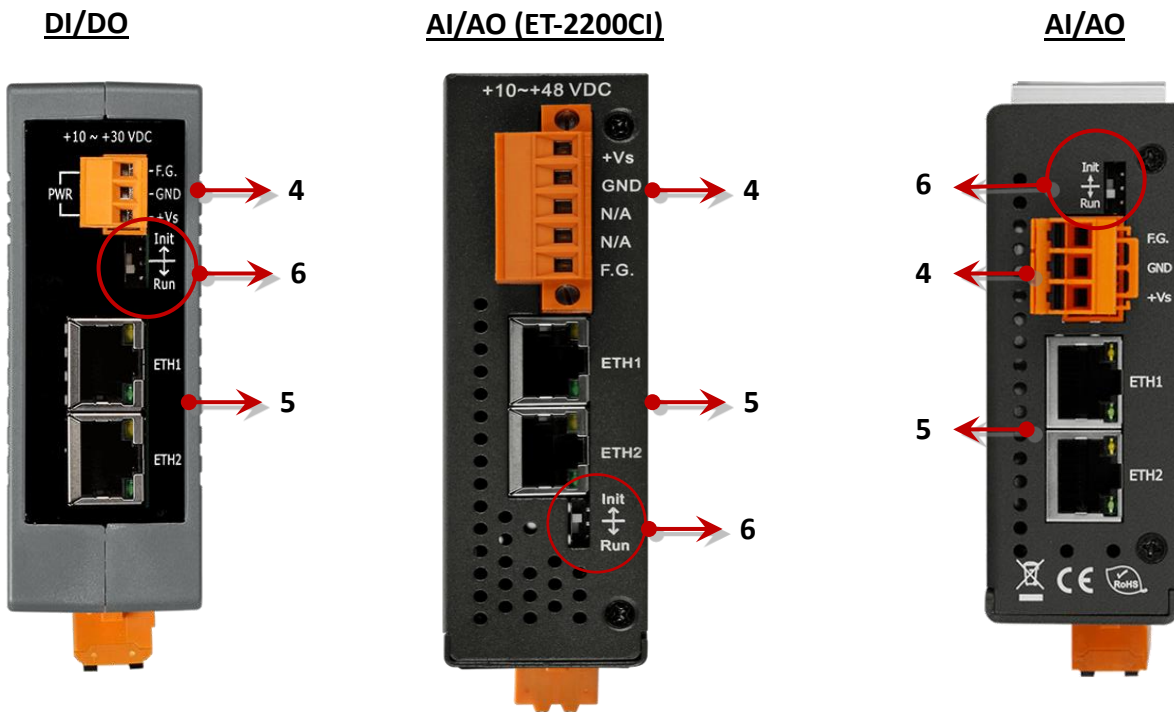 DI/DO
+10 ~ +30 VDC
PWR
F.G.
GND
+Vs
Init
Run
ETH1
ETH2
4
6
5
AI/AO (ET-2200CI)
+10~+48 VDC
+Vs
GND
N/A
N/A
F.G.
ETH1
ETH2
Init
Run
4
5
6
AI/AO
Init
Run
F.G.
GND
+Vs
ETH1
ETH2
CE
RoHS
6
4
5